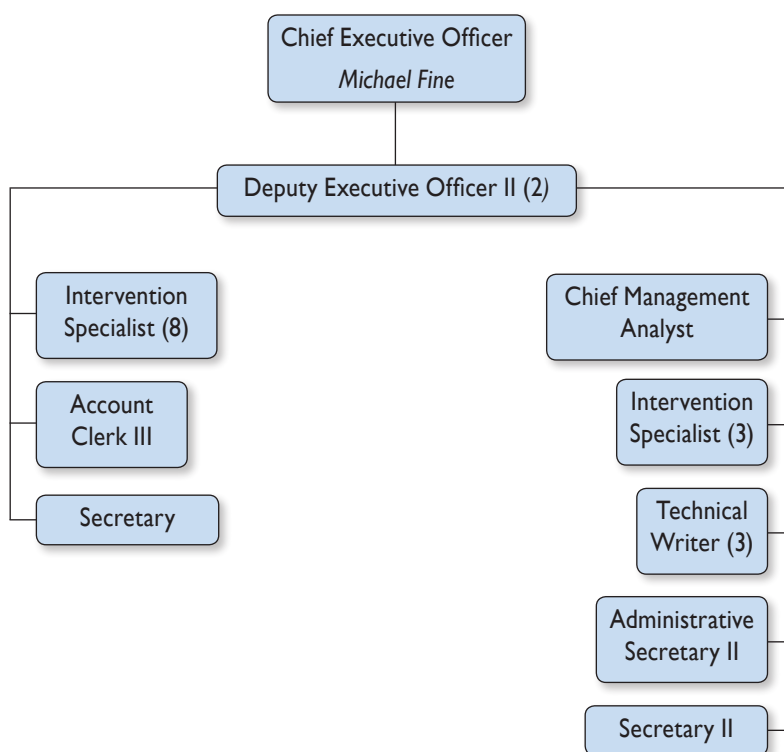 Chief Executive Officer
Michael Fine
Deputy Executive Officer II (2)
Intervention
Specialist (8)
Account
Clerk III
Secretary
Chief Management
Analyst
Intervention
Specialist (3)
Technical
Writer (3)
Administrative
Secretary II
Secretary II